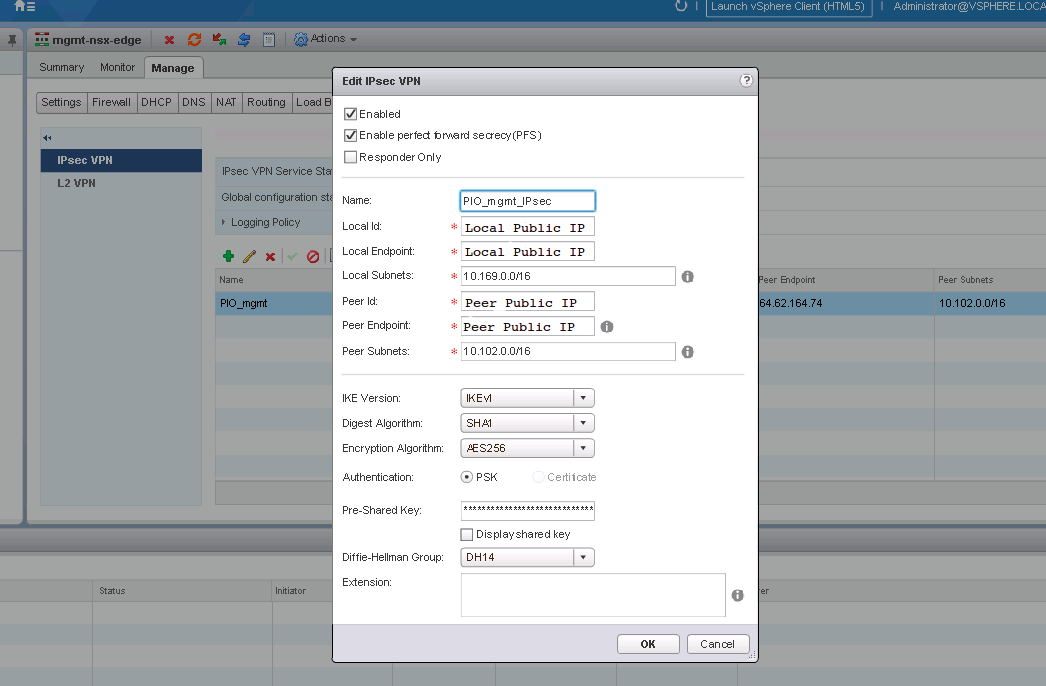 Launch vSphere Client (HTML5)
Administrator@VSPHERE.LOCA
mgmt-nsx-edge
Actions
Summary Monitor Manage
Settings Firewall DHCP DNS NAT Routing Load B
IPsec VPN
L2 VPN
IPsec VPN Service Sta
Global configuration sta
Logging Policy
Name
PIO_mgmt
Peer Endpoint Peer Subnets
64.62.164.74 10.102.0.0/16
Status Initiator
Edit IPsec VPN
?
Enabled
Enable perfect forward secrecy(PFS)
Responder Only
Name: PIO_mgmt_IPsec
Local Id: * Local Public IP
Local Endpoint: * Local Public IP
Local Subnets: * 10.169.0.0/16
Peer Id: * Peer Public IP
Peer Endpoint: * Peer Public IP
Peer Subnets: * 10.102.0.0/16
IKE Version: IKEv1
Digest Algorithm: SHA1
Encryption Algorithm: AES256
Authentication: PSK Certificate
Pre-Shared Key: *****************************
Display shared key
Diffie-Hellman Group: DH14
Extension:
OK Cancel